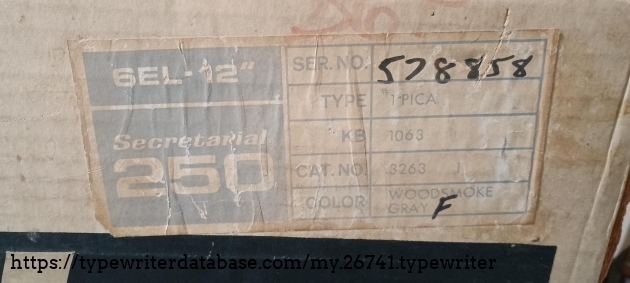 6EL-12"
Secretarial
250
SER. NO. 578858
TYPE #1 PICA
KB 1063
CAT. NO. 3263 J
COLOR WOODSMOKE
GRAY F
https://typewriterdatabase.com/my.26741.typewriter